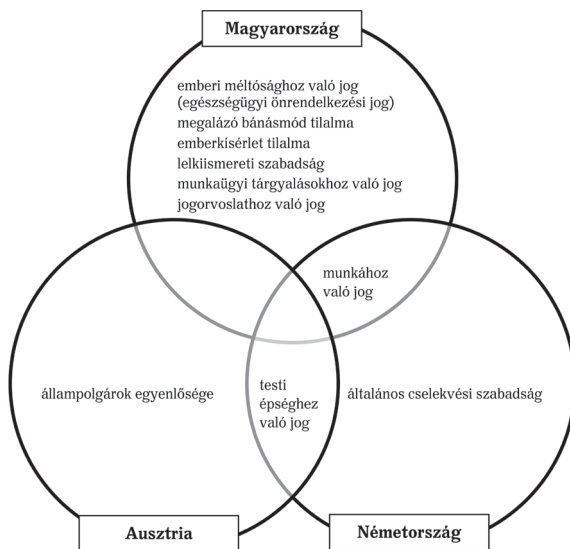 Magyarország
emberi méltósághoz való jog
(egészségügyi önrendelkezési jog)
megalázó bánásmód tilalma
emberkísérlet tilalma
lelkiismereti szabadság
munkaügyi tárgyalásokhoz való jog
jogorvoslathoz való jog
munkához
való jog
állampolgárok egyenlősége
testi
épséghez
való jog
általános cselekvési szabadság
Ausztria
Németország